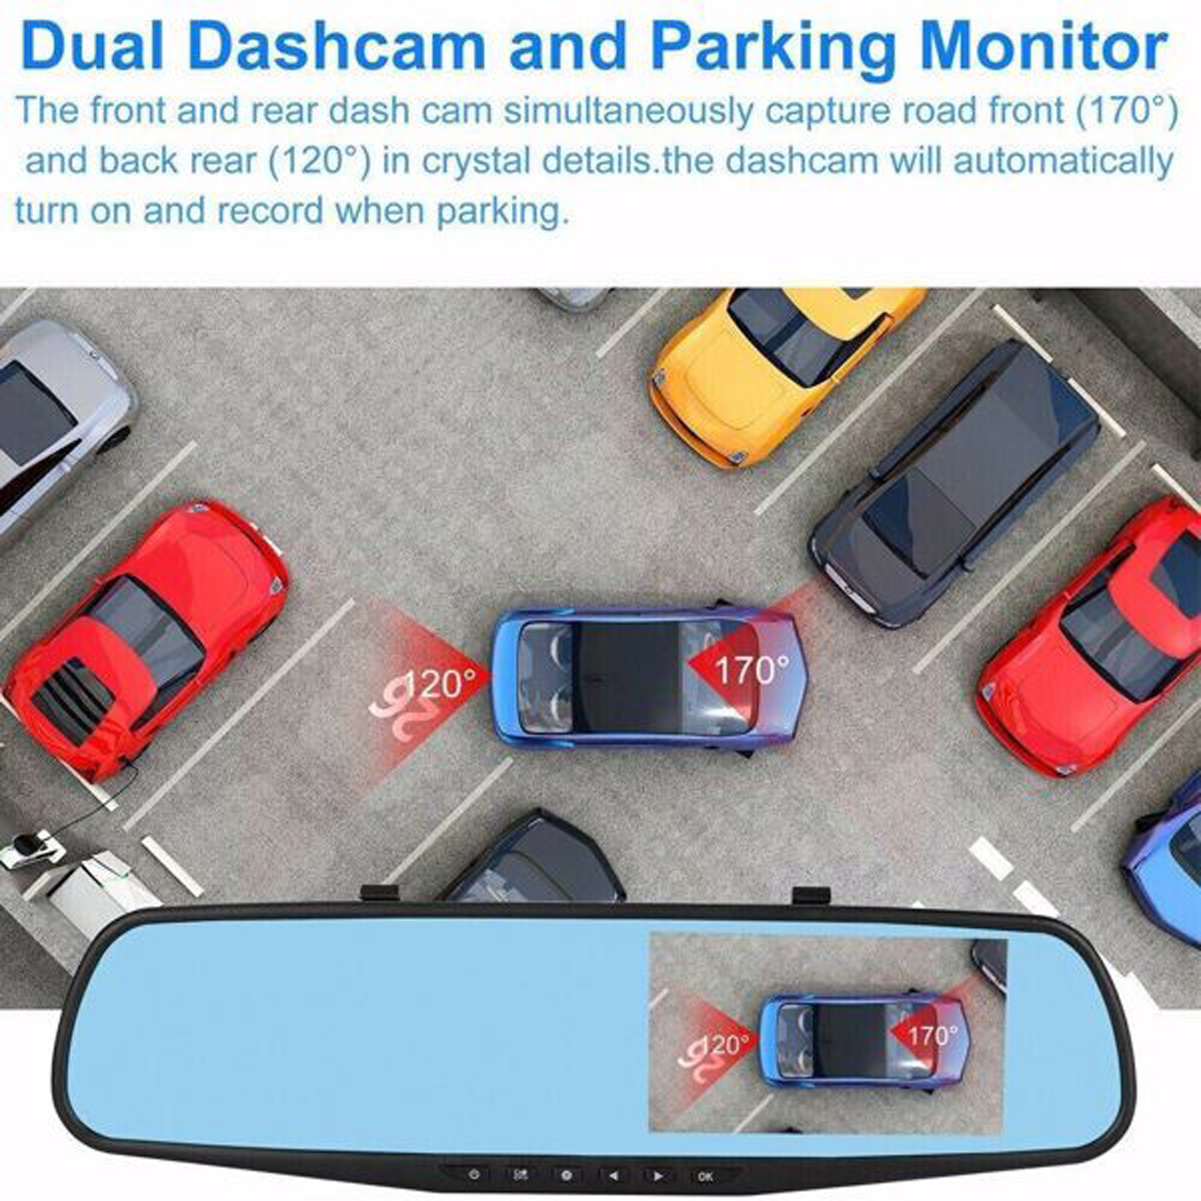 Dual Dashcam and Parking Monitor
The front and rear dash cam simultaneously capture road front (170°)
and back rear (120°) in crystal details.the dashcam will automatically
turn on and record when parking.
120°
170°
92
120°
170°
92
OK